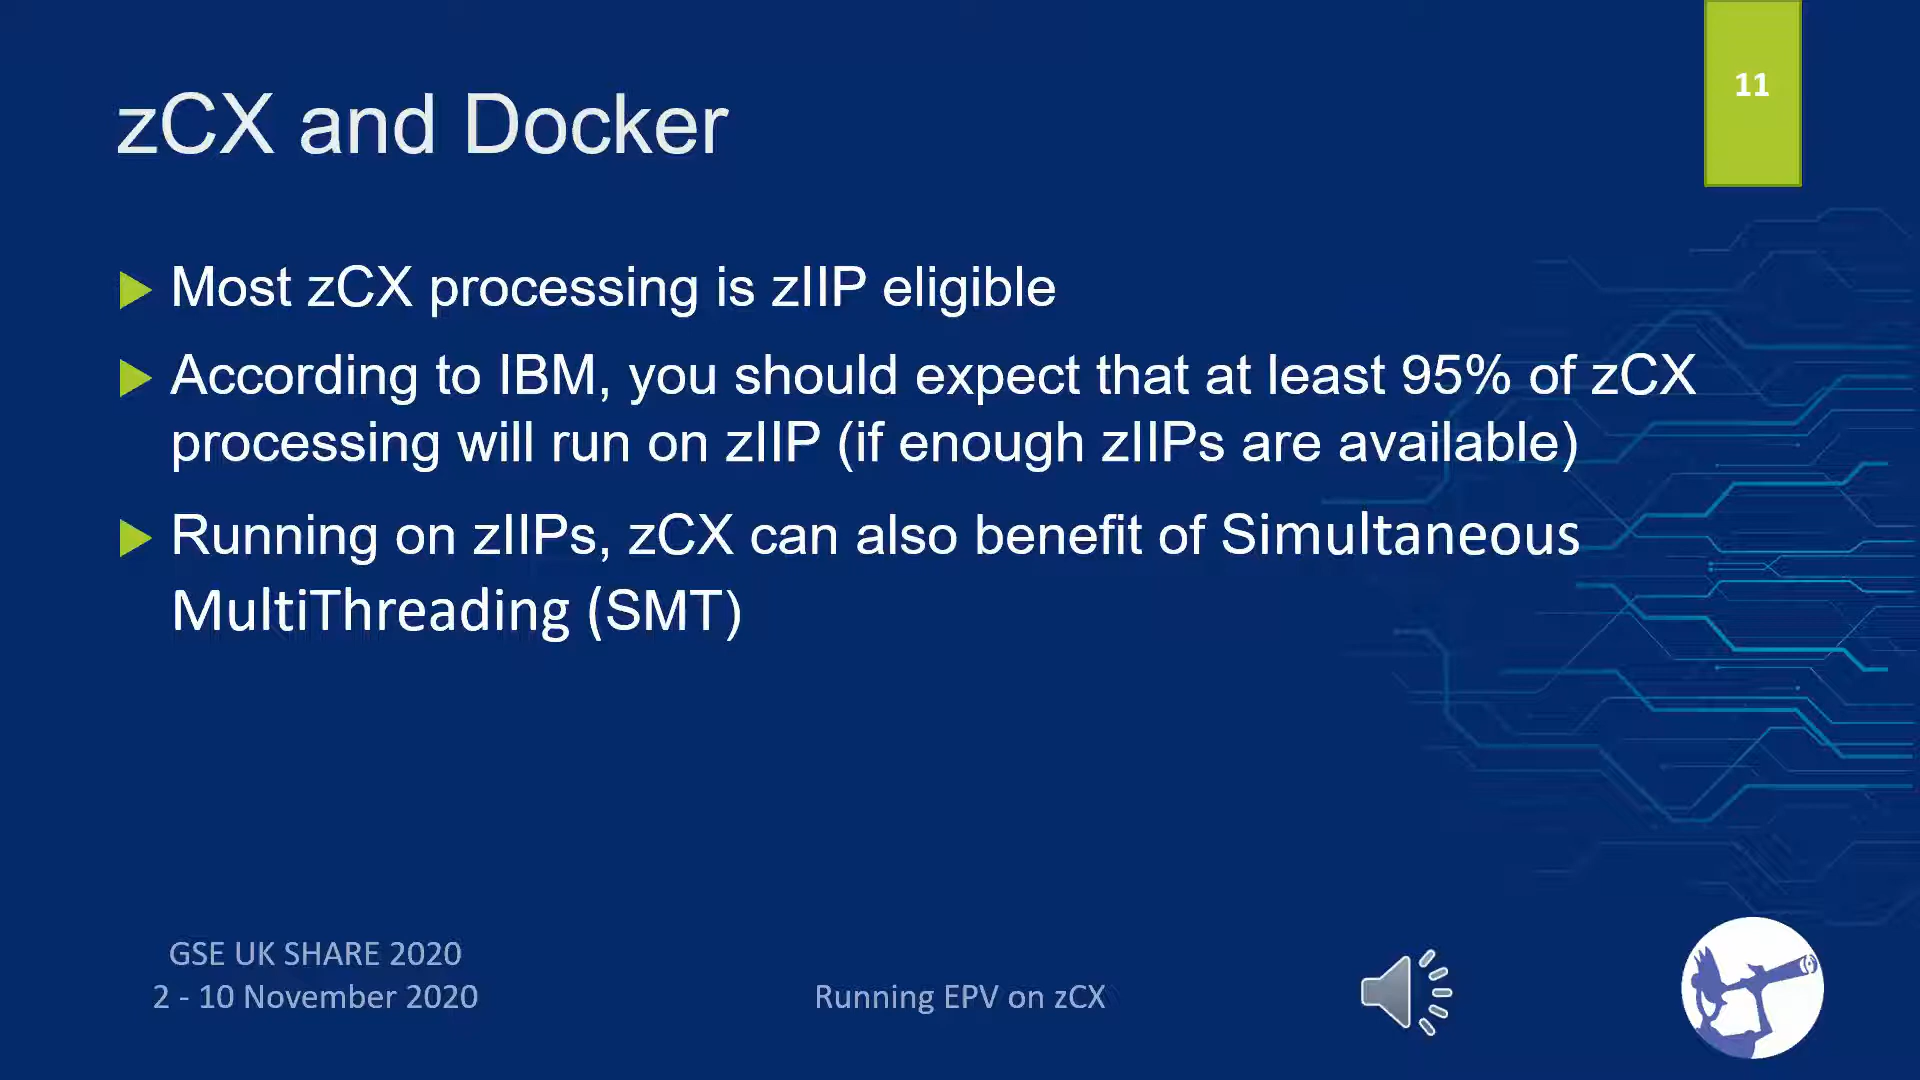 11
zCX and Docker
Most zCX processing is zIIP eligible
According to IBM, you should expect that at least 95% of zCX
processing will run on zIIP (if enough zIIPs are available)
Running on zIIPs, zCX can also benefit of Simultaneous
MultiThreading (SMT)
GSE UK SHARE 2020
2 - 10 November 2020
Running EPV on zCX